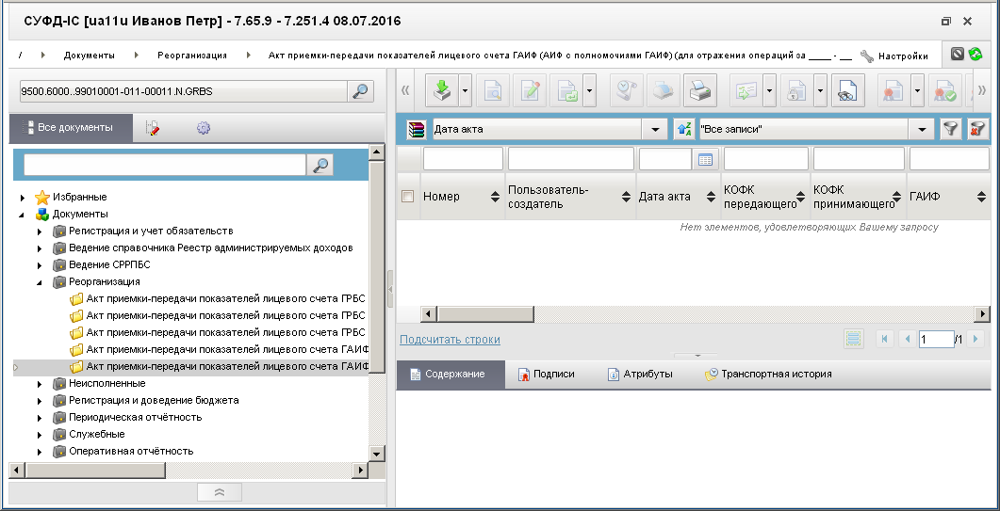 СУФД-IC [ua11u Иванов Петр] - 7.65.9 - 7.251.4 08.07.2016
/ Документы Реорганизация Акт приемки-передачи показателей лицевого счета ГАИФ (АИФ с полномочиями ГАИФ) (для отражения операций за ____ - __ Настройки
9500.6000..99010001-011-00011.N.GRBS
Все документы
Дата акта "Все записи"
Номер Пользователь-создатель Дата акта КОФК передающего КОФК принимающего ГАИФ
Нет элементов, удовлетворяющих Вашему запросу
Избранные
Документы
Регистрация и учет обязательств
Ведение справочника Реестр администрируемых доходов
Ведение СРРПБС
Реорганизация
Акт приемки-передачи показателей лицевого счета ГРБС
Акт приемки-передачи показателей лицевого счета ГРБС
Акт приемки-передачи показателей лицевого счета ГРБС
Акт приемки-передачи показателей лицевого счета ГАИФ
Акт приемки-передачи показателей лицевого счета ГАИФ
Неисполненные
Регистрация и доведение бюджета
Периодическая отчётность
Служебные
Оперативная отчётность
Подсчитать строки 1 /1
Содержание Подписи Атрибуты Транспортная история